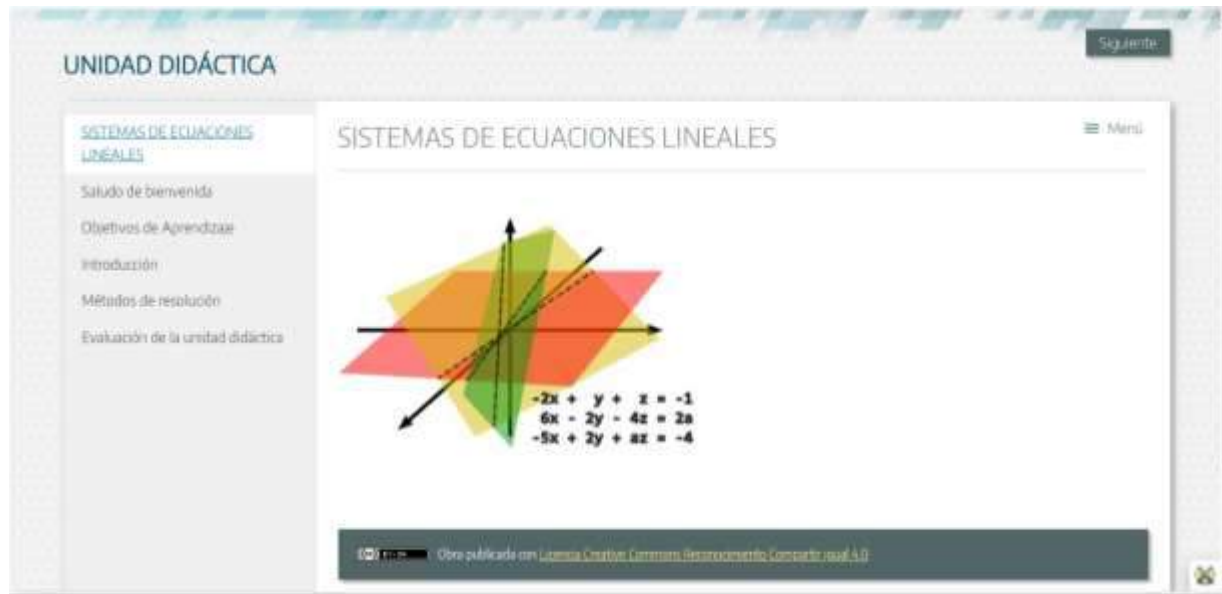 Siguiente
UNIDAD DIDÁCTICA
SISTEMAS DE ECUACIONES
LINEALES
Saludo de bienvenida
Objetivos de Aprendizaje
Introducción
Métodos de resolución
Evaluación de la unidad didáctica
SISTEMAS DE ECUACIONES LINEALES
Menú
-2x + y + z = -1
6x - 2y - 4z = 2a
-5x + 2y + az = -4
Obra publicada con Licencia Creative Commons Reconocimiento Compartir igual 4.0